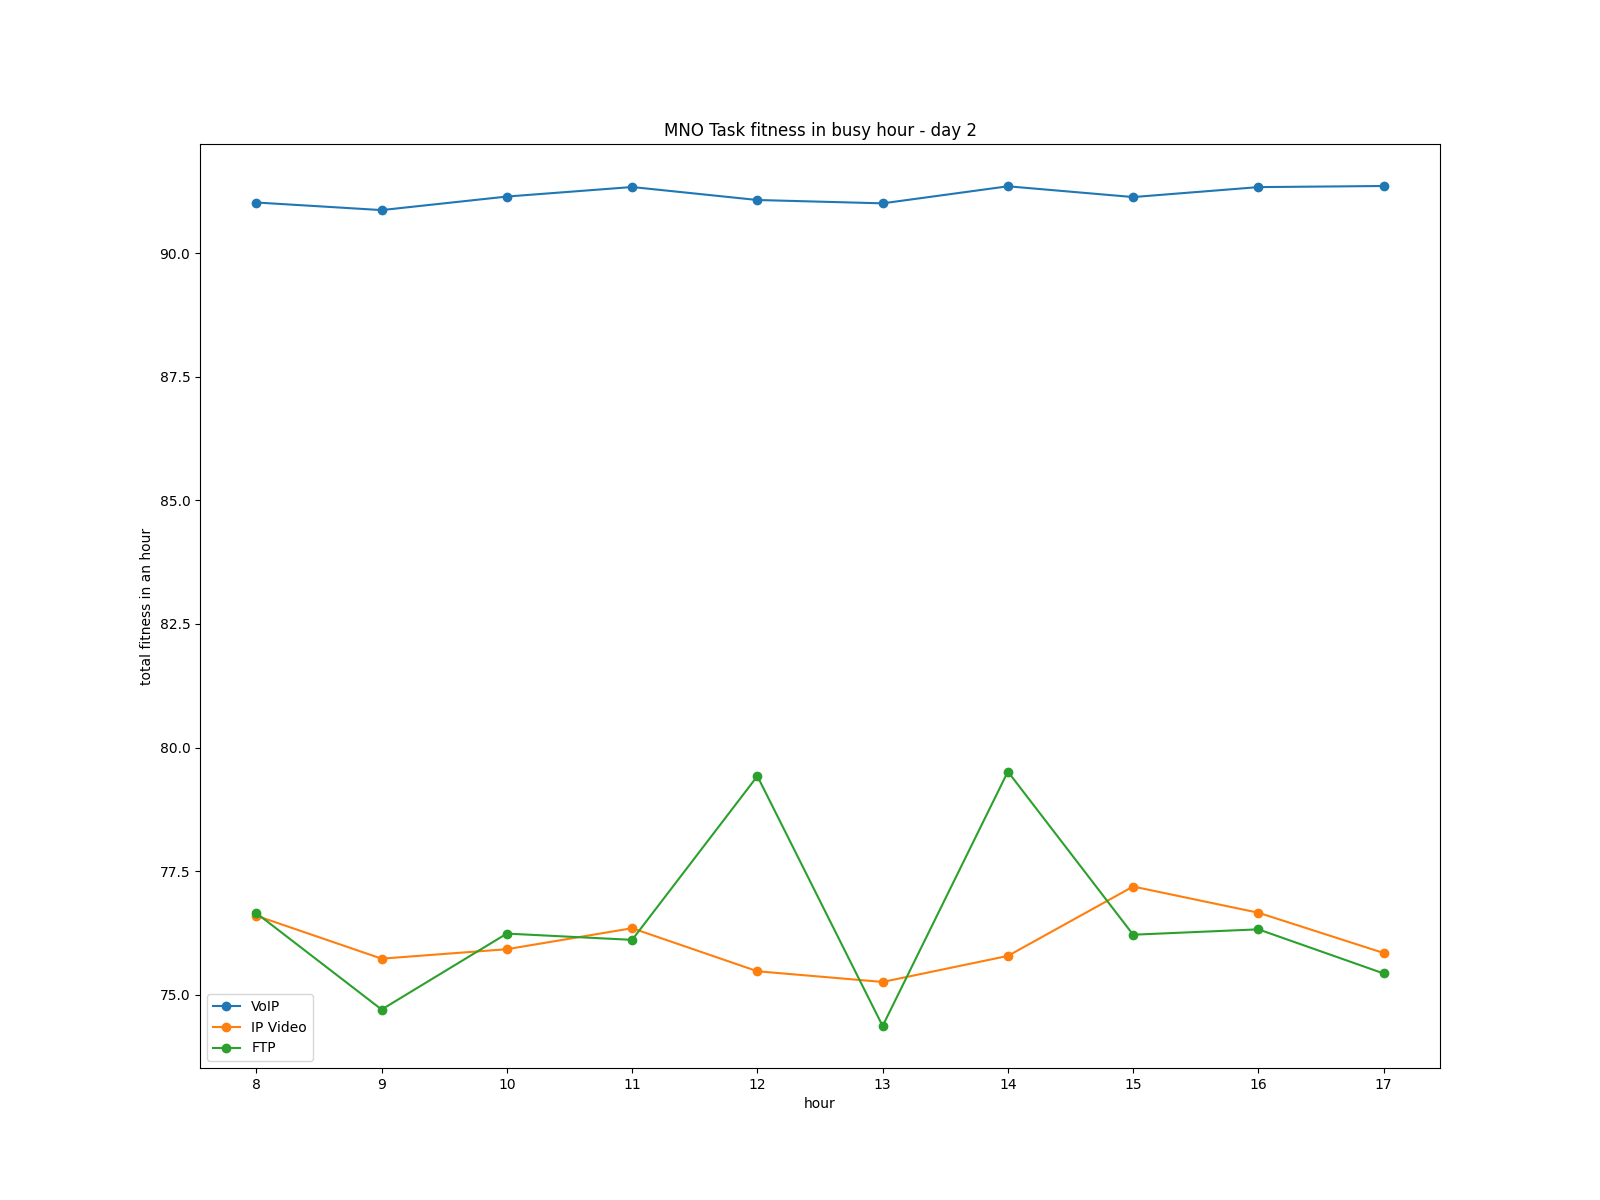 MNO Task fitness in busy hour - day 2
total fitness in an hour
90.0
87.5
85.0
82.5
80.0
77.5
75.0
VoIP
IP Video
FTP
8 9 10 11 12 13 14 15 16 17
hour